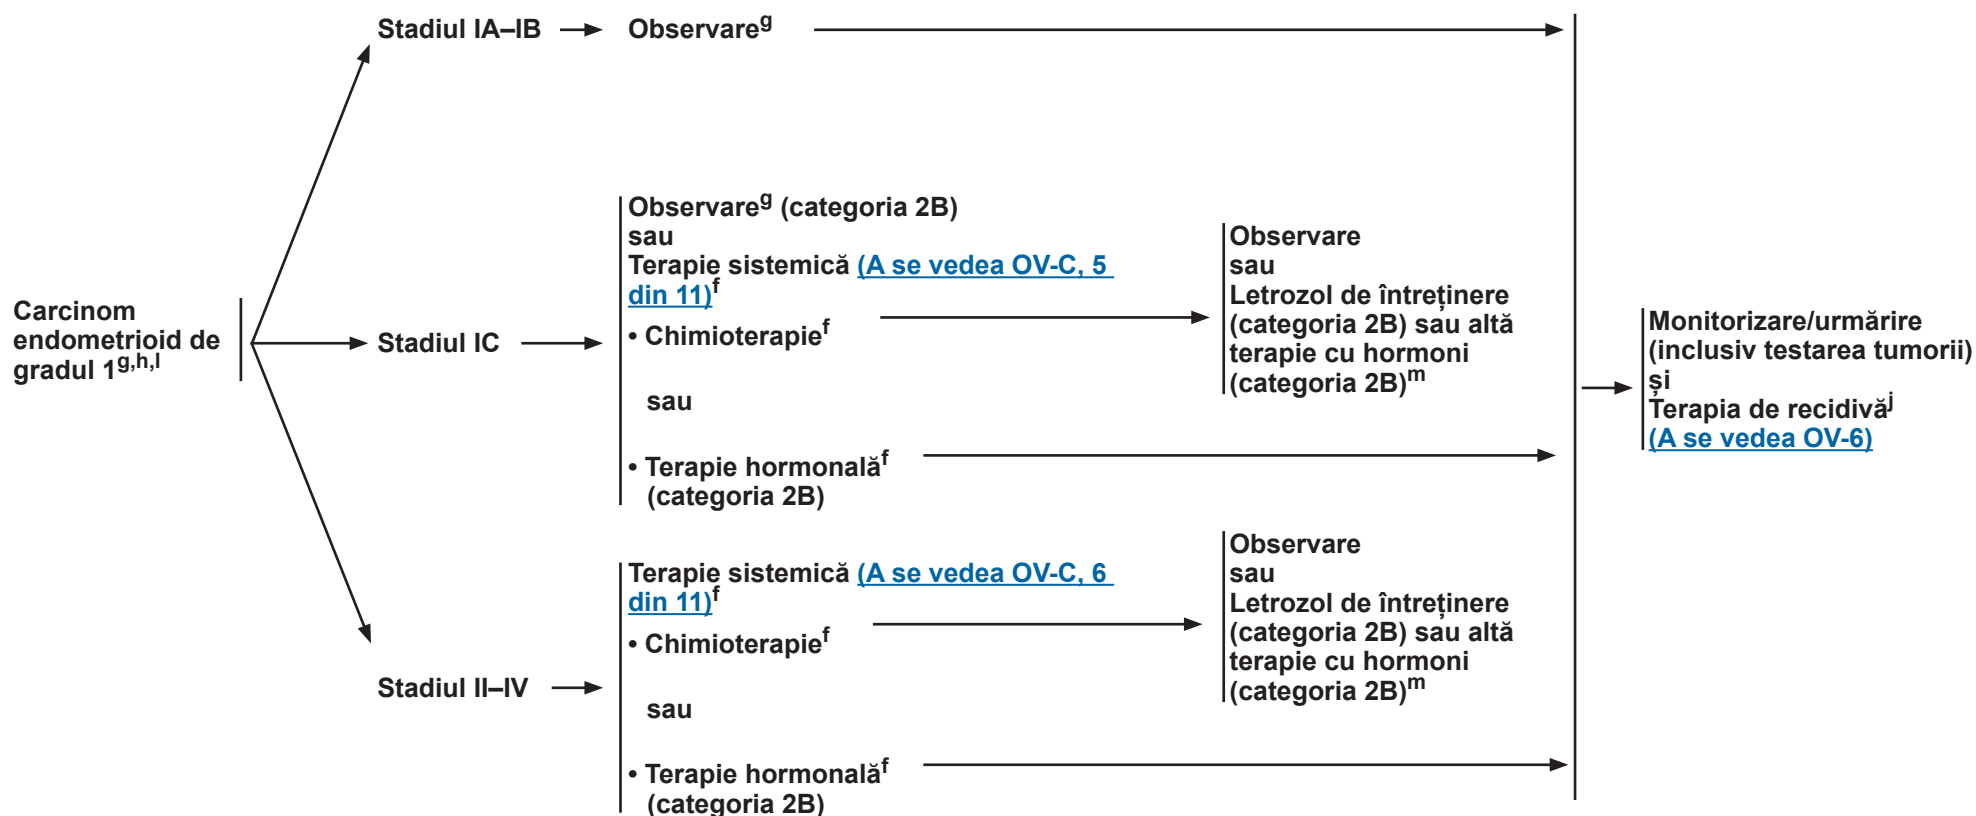 Stadiul IA–IB
Observareg
Carcinom
endometrioid de
gradul 1g,h,l
Stadiul IC
Observareg (categoria 2B)
sau
Terapie sistemică (A se vedea OV-C, 5
din 11)f
• Chimioterapief
sau
• Terapie hormonalăf
(categoria 2B)
Observare
sau
Letrozol de întreținere
(categoria 2B) sau altă
terapie cu hormoni
(categoria 2B)m
Stadiul II–IV
Terapie sistemică (A se vedea OV-C, 6
din 11)f
• Chimioterapief
sau
• Terapie hormonalăf
(categoria 2B)
Observare
sau
Letrozol de întreținere
(categoria 2B) sau altă
terapie cu hormoni
(categoria 2B)m
Monitorizare/urmărire
(inclusiv testarea tumorii)
și
Terapia de recidivăj
(A se vedea OV-6)